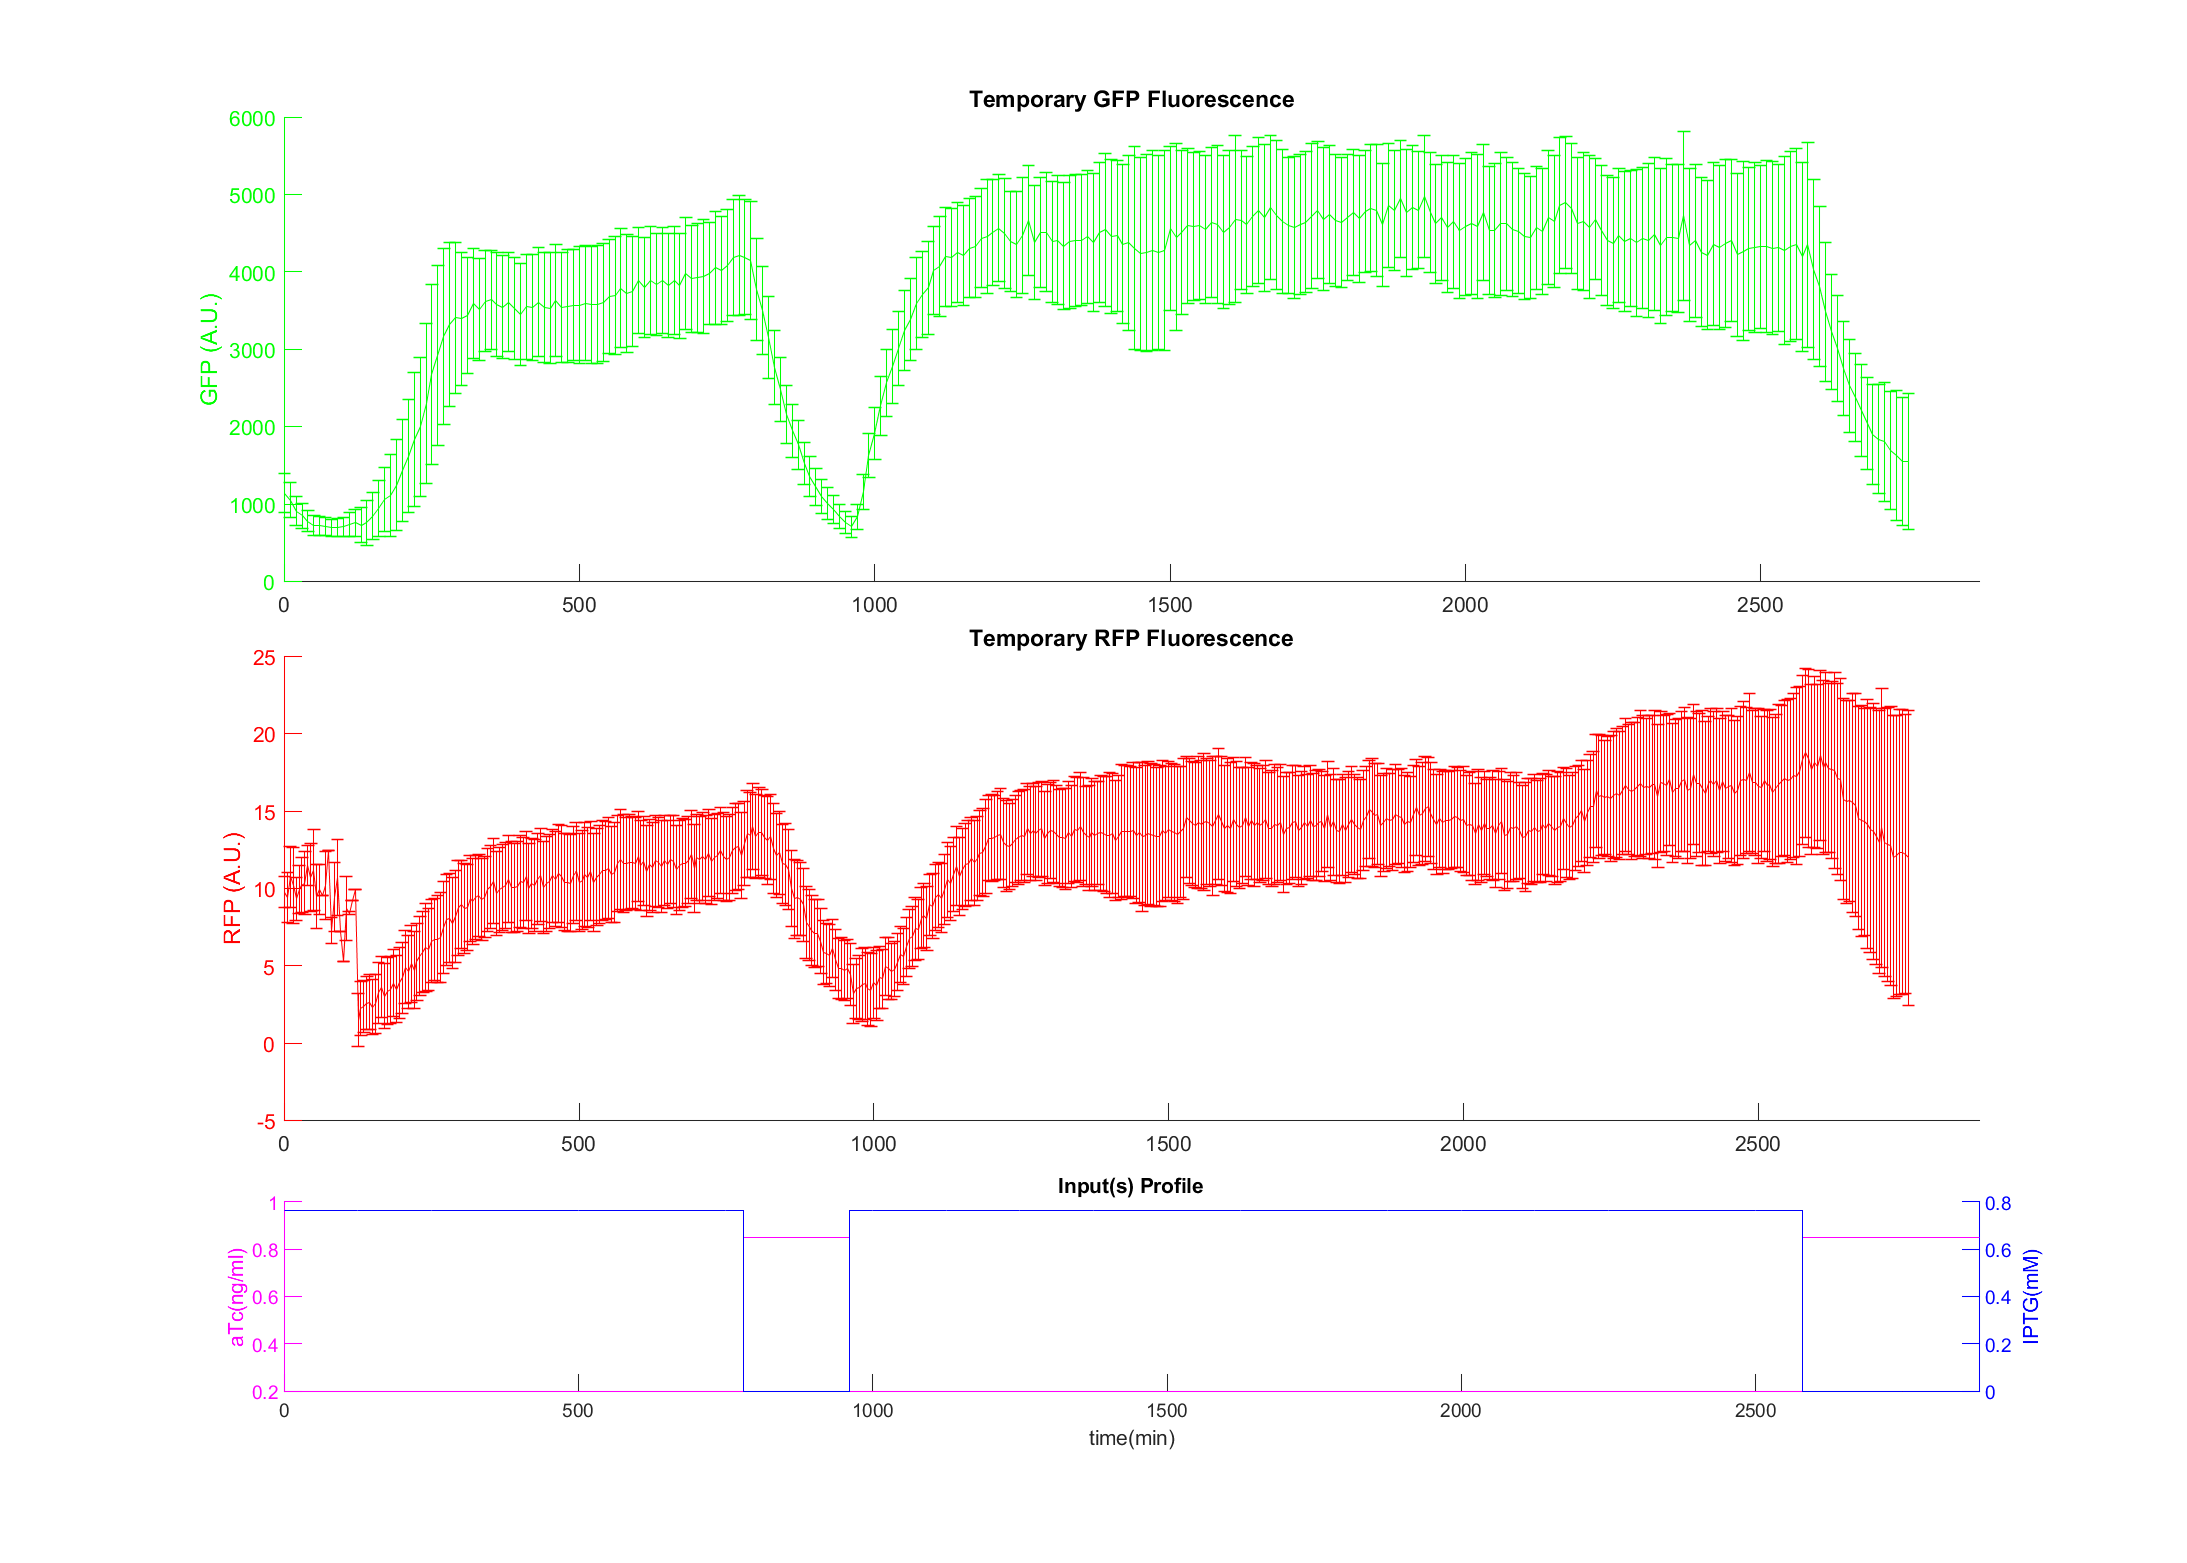 Temporary GFP Fluorescence
GFP (A.U.)
6000
5000
4000
3000
2000
1000
0
0 500 1000 1500 2000 2500
Temporary RFP Fluorescence
RFP (A.U.)
25
20
15
10
5
0
-5
0 500 1000 1500 2000 2500
Input(s) Profile
aTc(ng/ml)
1 0.8
0.8 0.6
0.6 0.4
0.4 0.2
0.2 0
IPTG(mM)
0 500 1000 1500 2000 2500
time(min)